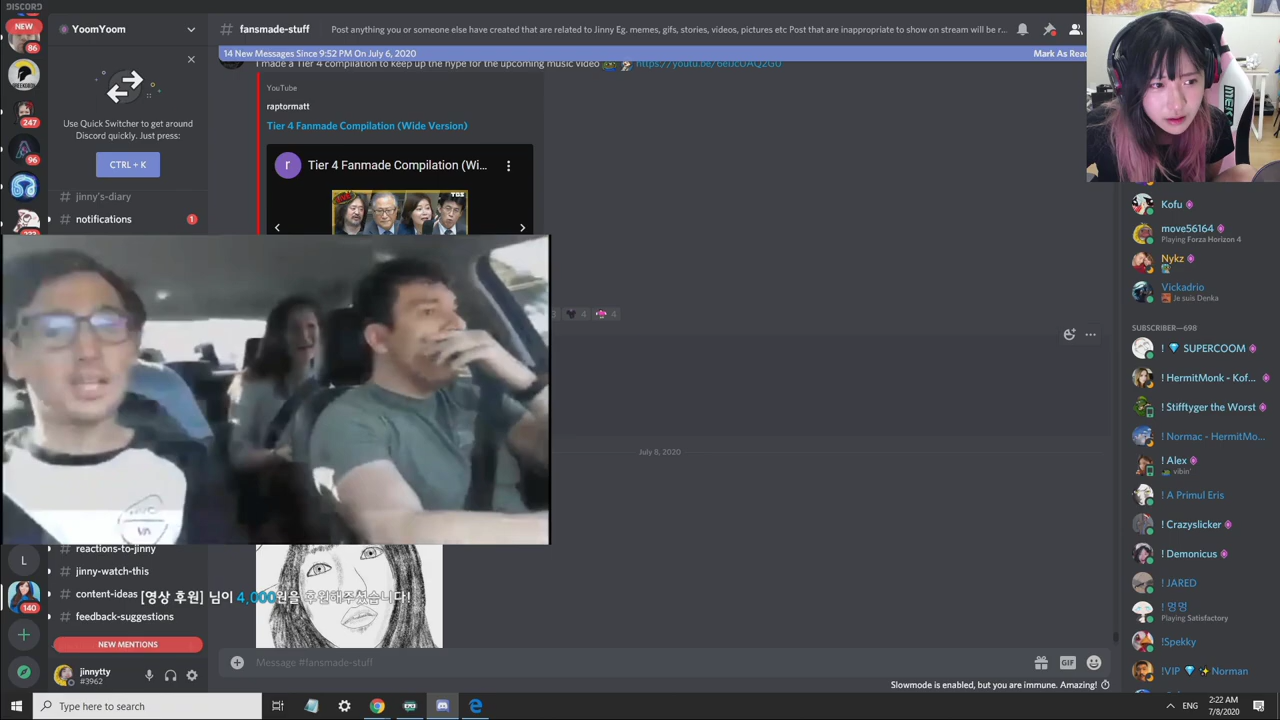 DISCORD
NEW
86
247
96
140
YoomYoom
Use Quick Switcher to get around
Discord quickly. Just press:
CTRL + K
# jinny's-diary
# notifications
1
# reactions-to-jinny
# jinny-watch-this
# content-ideas
# feedback-suggestions
NEW MENTIONS
jinnytty
#3962
# fansmade-stuff
Post anything you or someone else have created that are related to Jinny Eg. memes, gifs, stories, videos, pictures etc Post that are inappropriate to show on stream will be r...
14 New Messages Since 9:52 PM On July 6, 2020
Mark As Read
I made a Tier 4 compilation to keep up the hype for the upcoming music video
YouTube
raptormatt
Tier 4 Fanmade Compilation (Wide Version)
r
Tier 4 Fanmade Compilation (Wi...
TBS
4
4
July 8, 2020
[영상 후원] 님이 4,000원을 후원해주셨습니다!
Message #fansmade-stuff
GIF
Slowmode is enabled, but you are immune. Amazing!
Kofu
move56164
Playing Forza Horizon 4
Nykz
Vickadrio
Je suis Denka
SUBSCRIBER—698
! 💎 SUPERCOOM
! HermitMonk - Kof...
! Stifftyger the Worst
! Normac - HermitMo...
! Alex
vibin'
! A Primul Eris
! Crazyslicker
! Demonicus
! JARED
! 멍멍
Playing Satisfactory
!Spekky
!VIP 💎 ✨ Norman
L
Type here to search
ENG
2:22 AM
7/8/2020